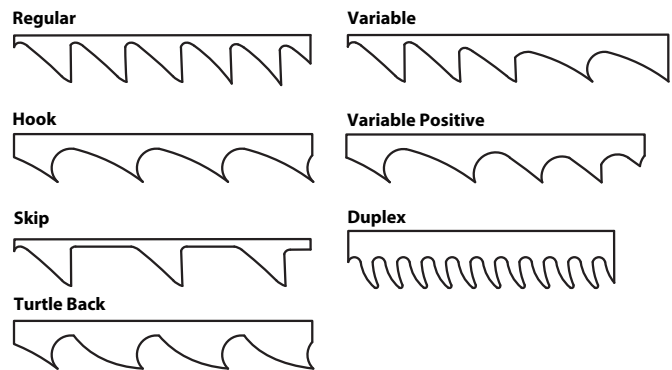 Regular
Variable
Hook
Variable Positive
Skip
Duplex
Turtle Back